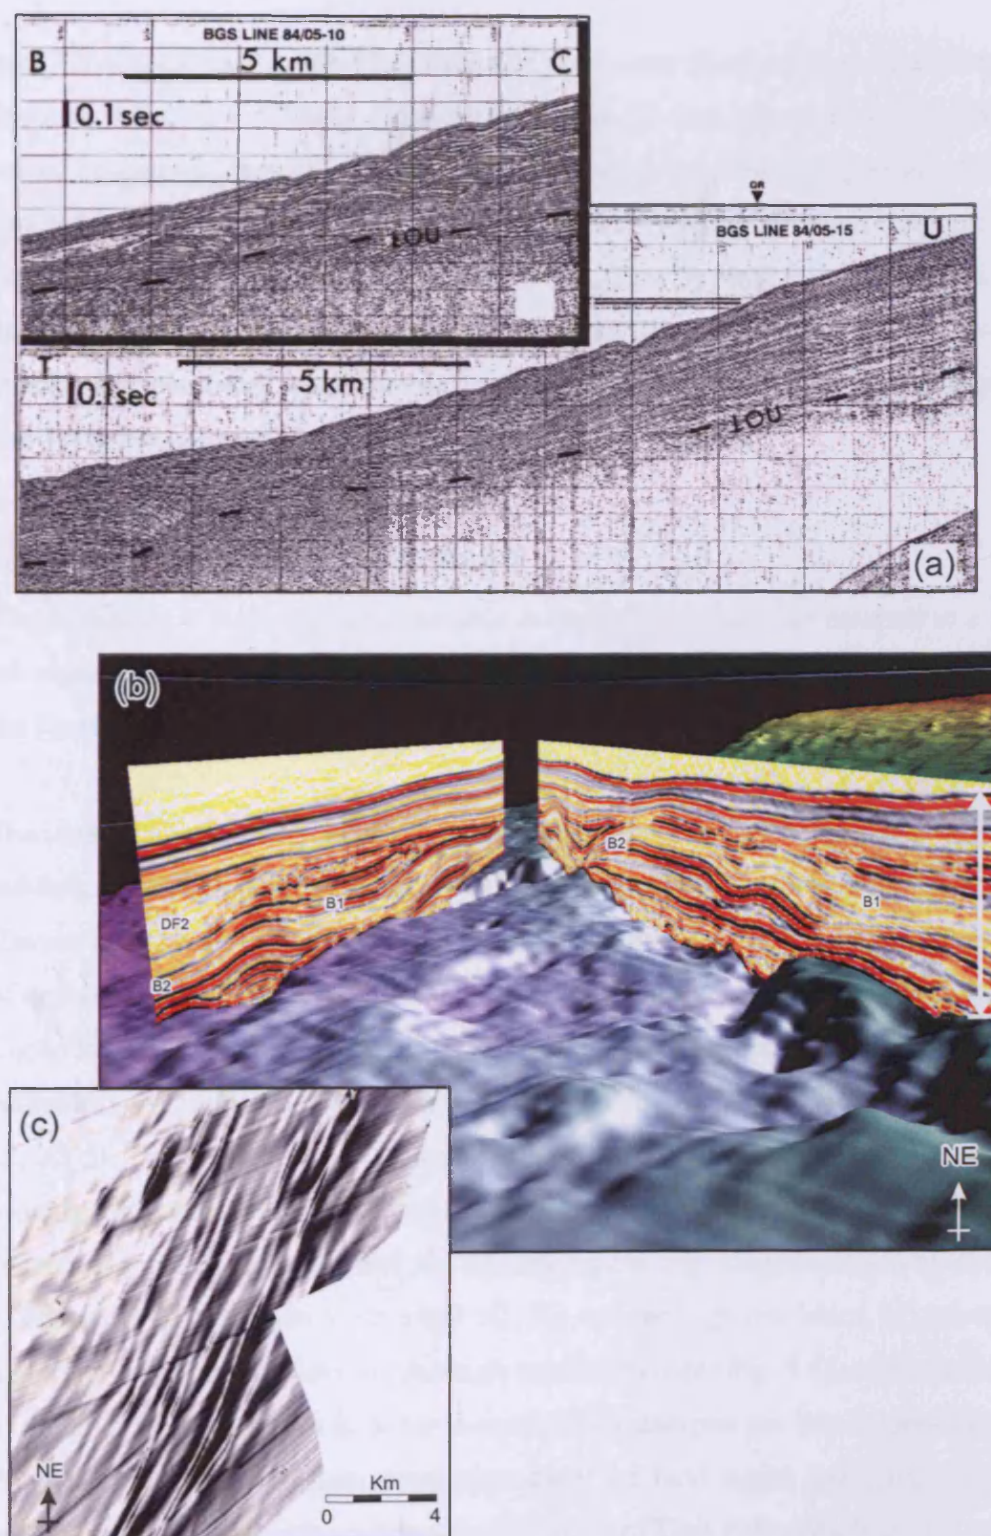 BGS LINE 84/05-10
B
5 km
C
0.1 sec
LOU
QR
BGS LINE 84/05-15
U
T
0.1sec
5 km
LOU
(a)
(b)
B2
B1
B1
DF2
B2
NE
(c)
NE
Km
0 4